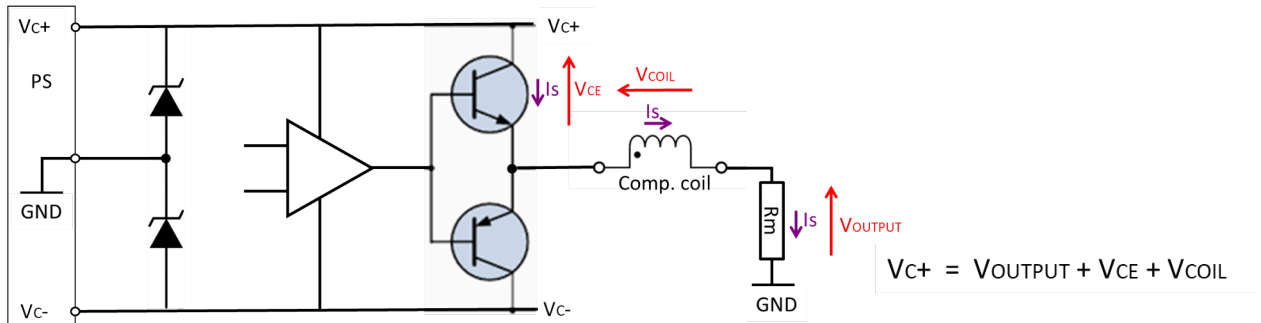 VC+
PS
GND
VC-
VC+
IS
VCE
VCOIL
IS
Comp. coil
Rm
IS
VOUTPUT
GND
VC-
VC+ = VOUTPUT + VCE + VCOIL